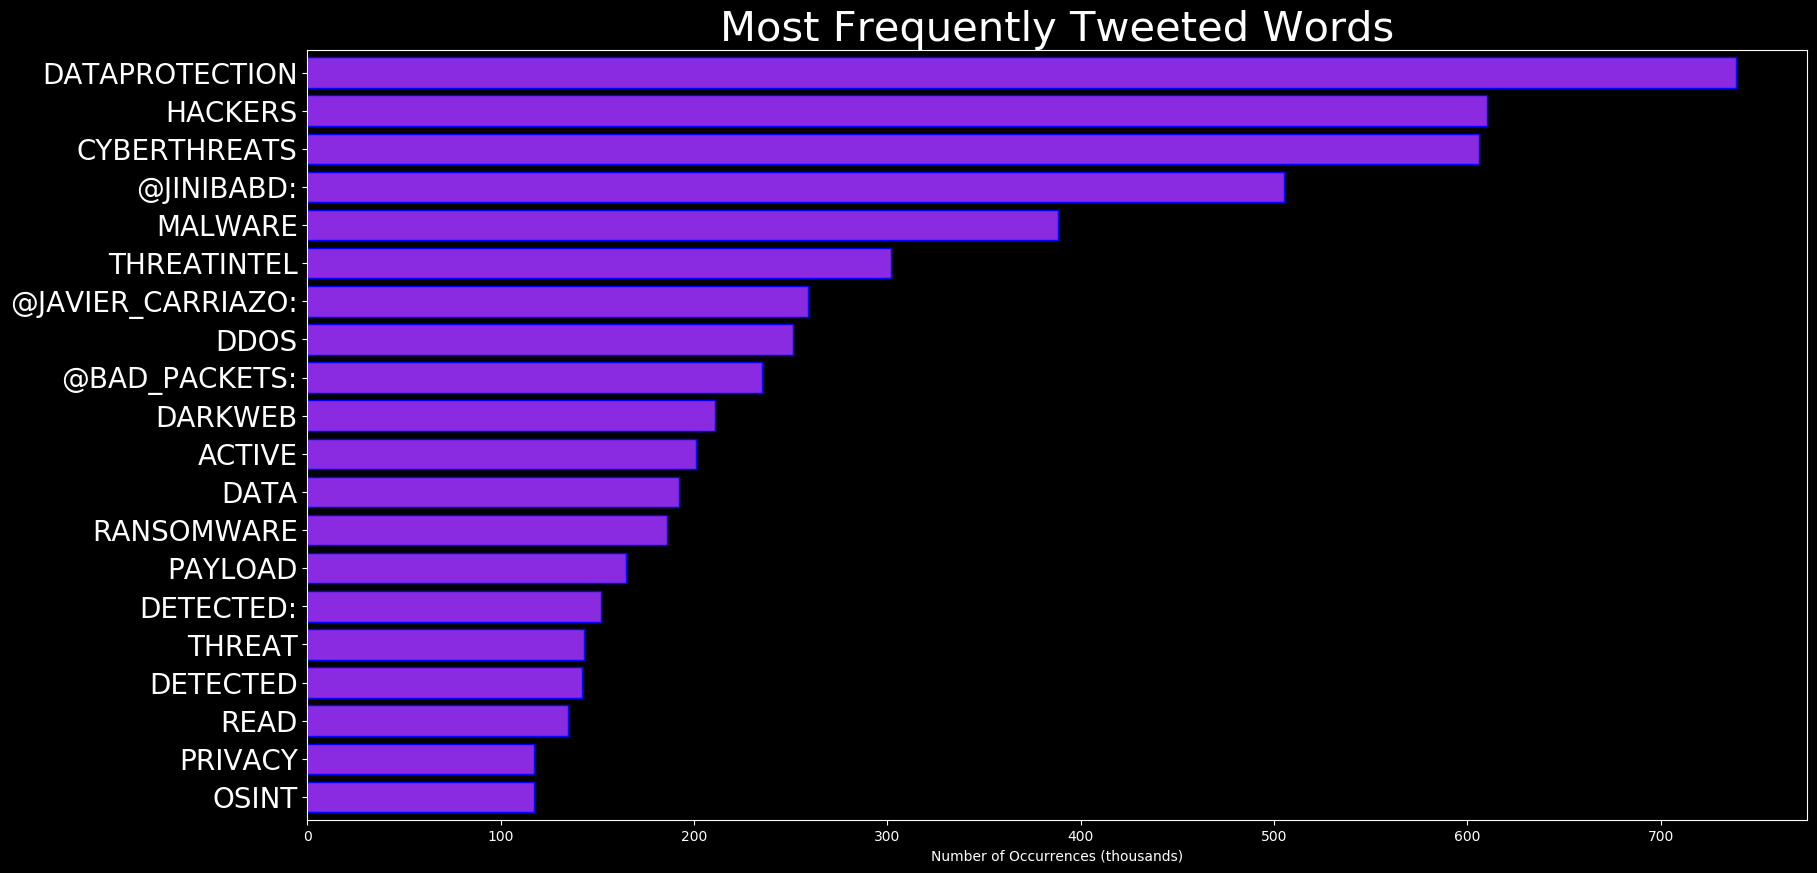 Most Frequently Tweeted Words
DATAPROTECTION
HACKERS
CYBERTHREATS
@JINIBABD:
MALWARE
THREATINTEL
@JAVIER_CARRIAZO:
DDOS
@BAD_PACKETS:
DARKWEB
ACTIVE
DATA
RANSOMWARE
PAYLOAD
DETECTED:
THREAT
DETECTED
READ
PRIVACY
OSINT
0 100 200 300 400 500 600 700
Number of Occurrences (thousands)